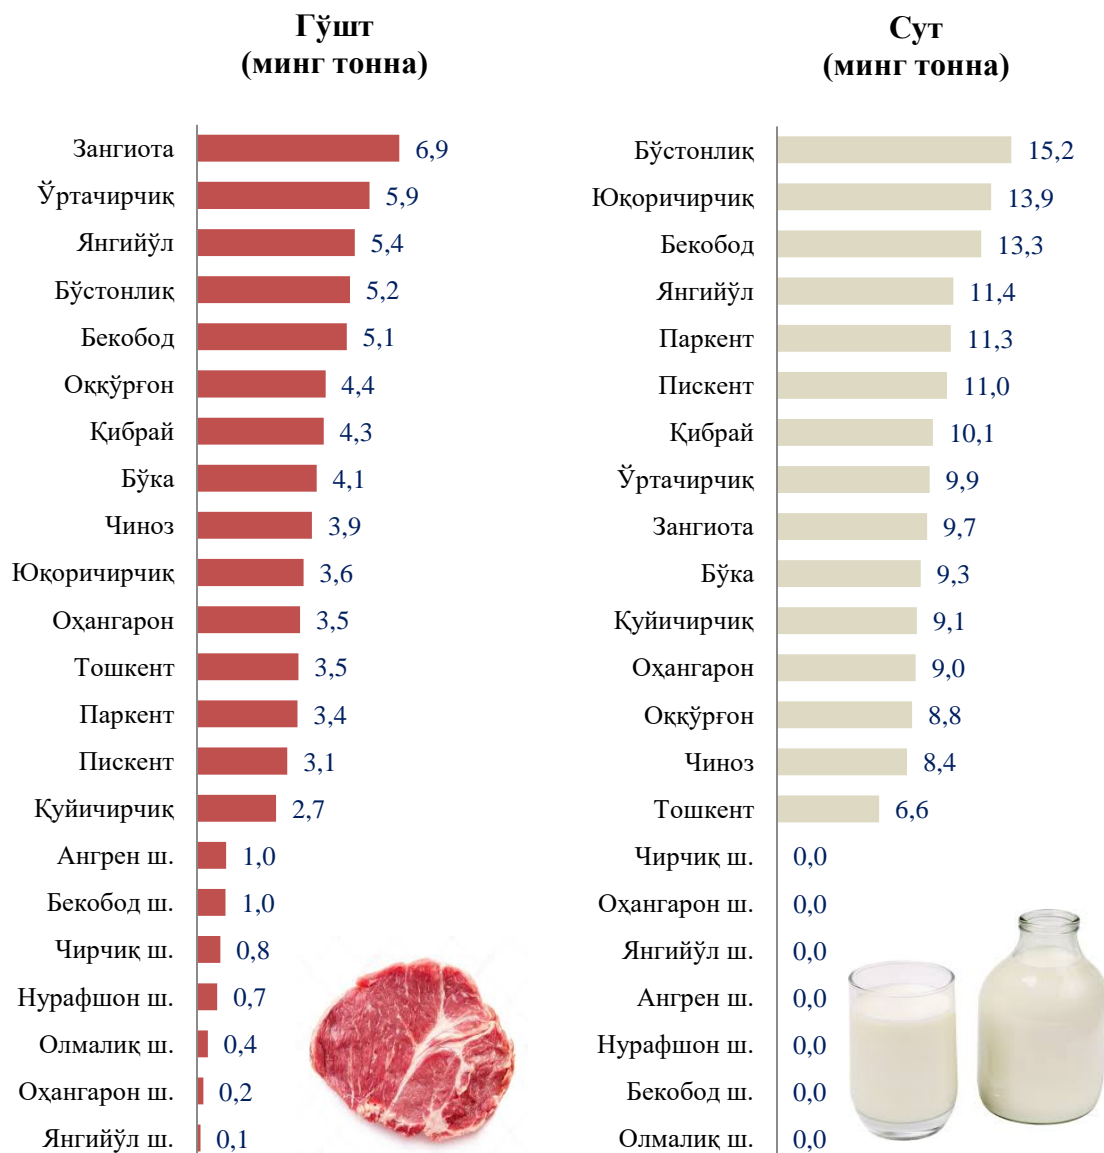 Гўшт
(минг тонна)
Зангиота 6,9
Ўртачирчиқ 5,9
Янгийўл 5,4
Бўстонлиқ 5,2
Бекобод 5,1
Оққўрғон 4,4
Қибрай 4,3
Бўка 4,1
Чиноз 3,9
Юқоричирчиқ 3,6
Оҳангарон 3,5
Тошкент 3,5
Паркент 3,4
Пискент 3,1
Қуйичирчиқ 2,7
Ангрен ш. 1,0
Бекобод ш. 1,0
Чирчиқ ш. 0,8
Нурафшон ш. 0,7
Олмалиқ ш. 0,4
Оҳангарон ш. 0,2
Янгийўл ш. 0,1
Сут
(минг тонна)
Бўстонлиқ 15,2
Юқоричирчиқ 13,9
Бекобод 13,3
Янгийўл 11,4
Паркент 11,3
Пискент 11,0
Қибрай 10,1
Ўртачирчиқ 9,9
Зангиота 9,7
Бўка 9,3
Қуйичирчиқ 9,1
Оҳангарон 9,0
Оққўрғон 8,8
Чиноз 8,4
Тошкент 6,6
Чирчиқ ш. 0,0
Оҳангарон ш. 0,0
Янгийўл ш. 0,0
Ангрен ш. 0,0
Нурафшон ш. 0,0
Бекобод ш. 0,0
Олмалиқ ш. 0,0